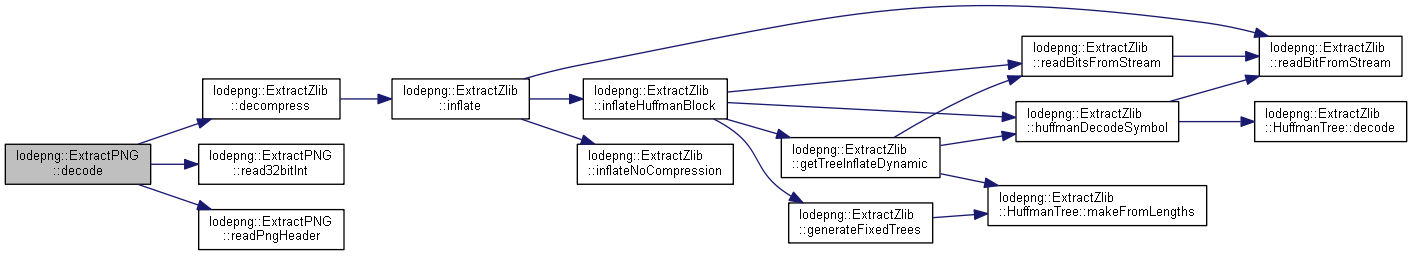 lodepng::ExtractPNG
::decode
lodepng::ExtractZlib
::decompress
lodepng::ExtractPNG
::read32bitInt
lodepng::ExtractPNG
::readPngHeader
lodepng::ExtractZlib
::inflate
lodepng::ExtractZlib
::inflateHuffmanBlock
lodepng::ExtractZlib
::inflateNoCompression
lodepng::ExtractZlib
::getTreeInflateDynamic
lodepng::ExtractZlib
::generateFixedTrees
lodepng::ExtractZlib
::readBitsFromStream
lodepng::ExtractZlib
::huffmanDecodeSymbol
lodepng::ExtractZlib
::HuffmanTree::makeFromLengths
lodepng::ExtractZlib
::readBitFromStream
lodepng::ExtractZlib
::HuffmanTree::decode